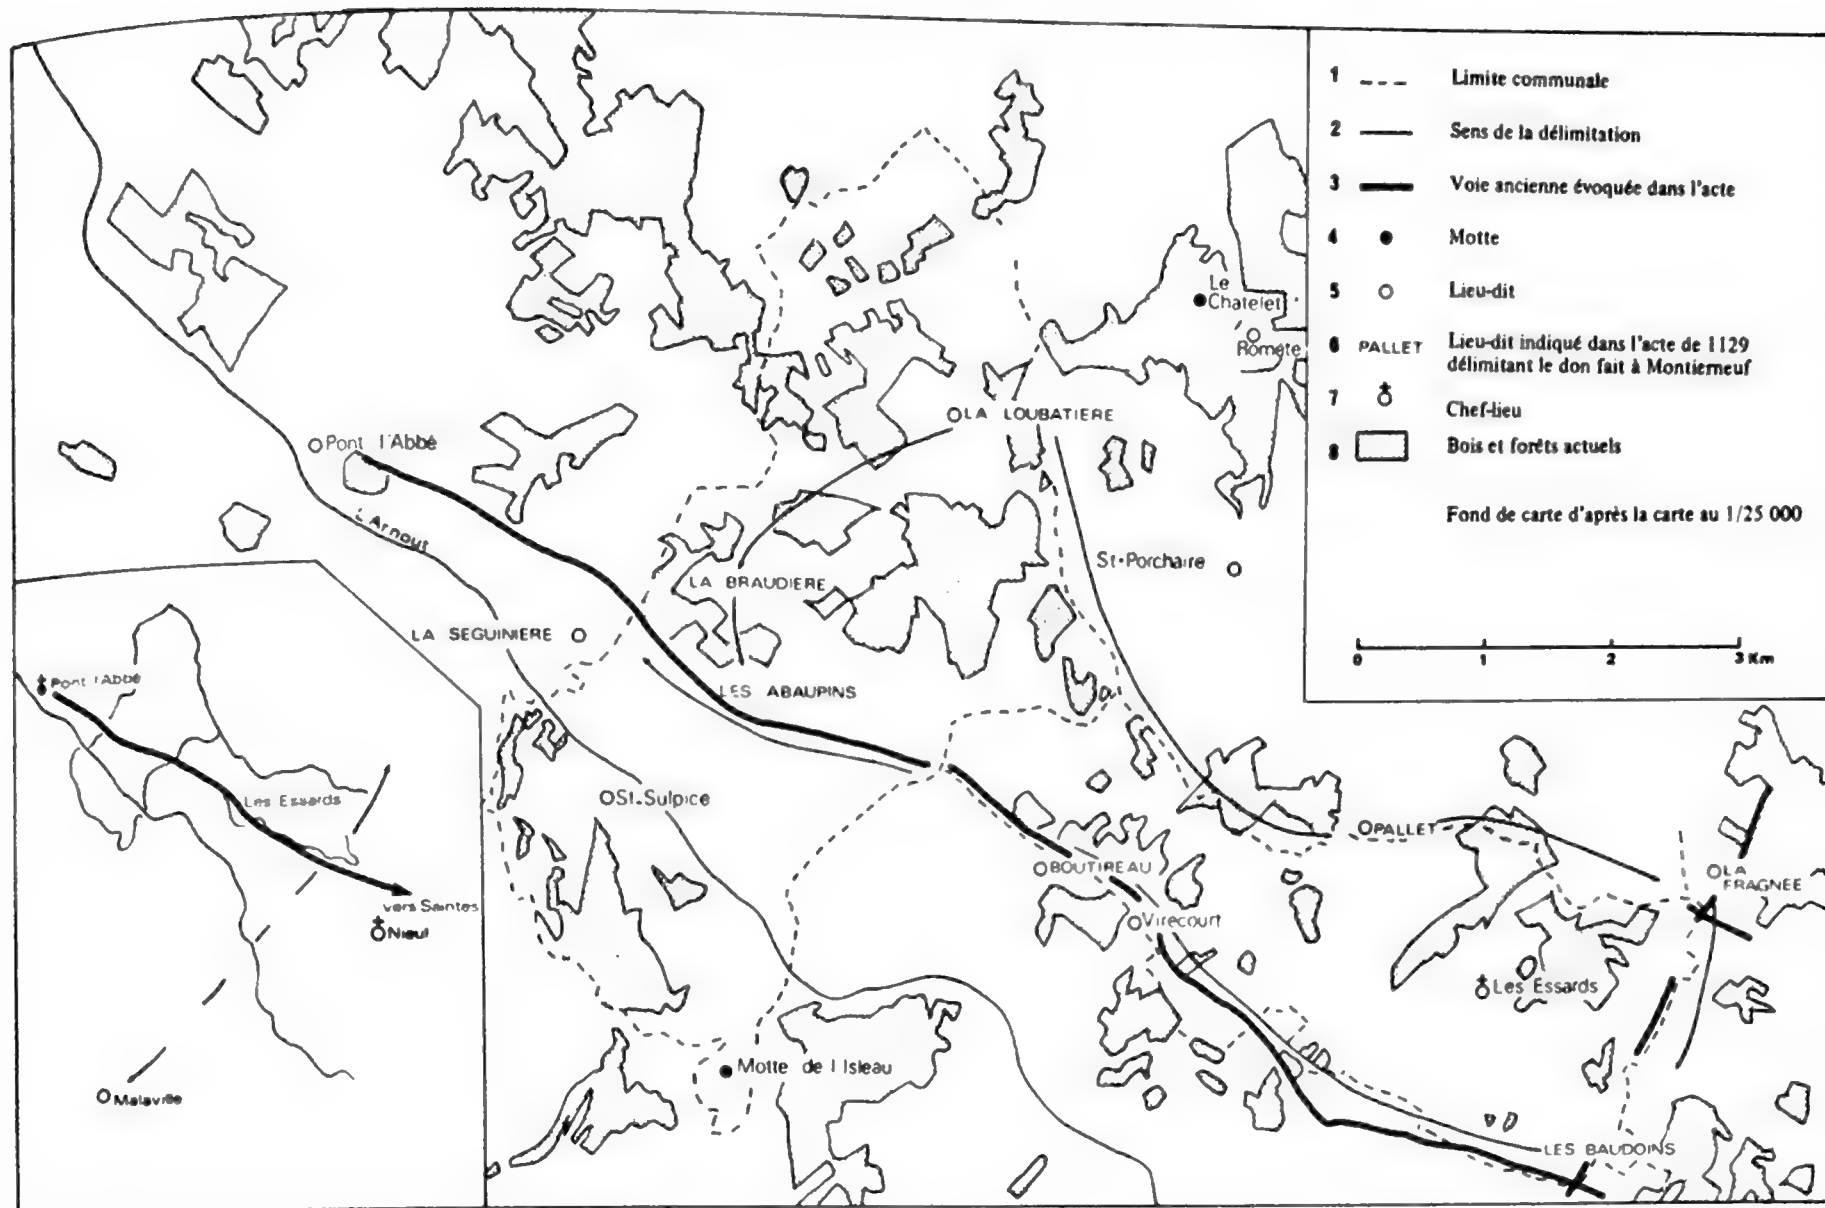 1 Limite communale
2 Sens de la délimitation
3 Voie ancienne évoquée dans l'acte
4 Motte
5 Lieu-dit
6 PALLET Lieu-dit indiqué dans l'acte de 1129
délimitant le don fait à Montierneuf
7 Chef-lieu
8 Bois et forêts actuels
Fond de carte d'après la carte au 1/25 000
0 1 2 3 Km
Le
Chatelet
Romete
LA LOUBATIERE
Pont l'Abbé
L'Arnout
St-Porchaire
LA BRAUDIERE
LA SEGUINIERE
LES ABAUPINS
St-Sulpice
PALLET
BOUTIREAU
LA
FRAGNEE
Virecourt
Les Essards
Motte de l'Isleau
LES BAUDOINS
Pont l'Abbé
Les Essards
vers Saintes
Nieul
Malaville